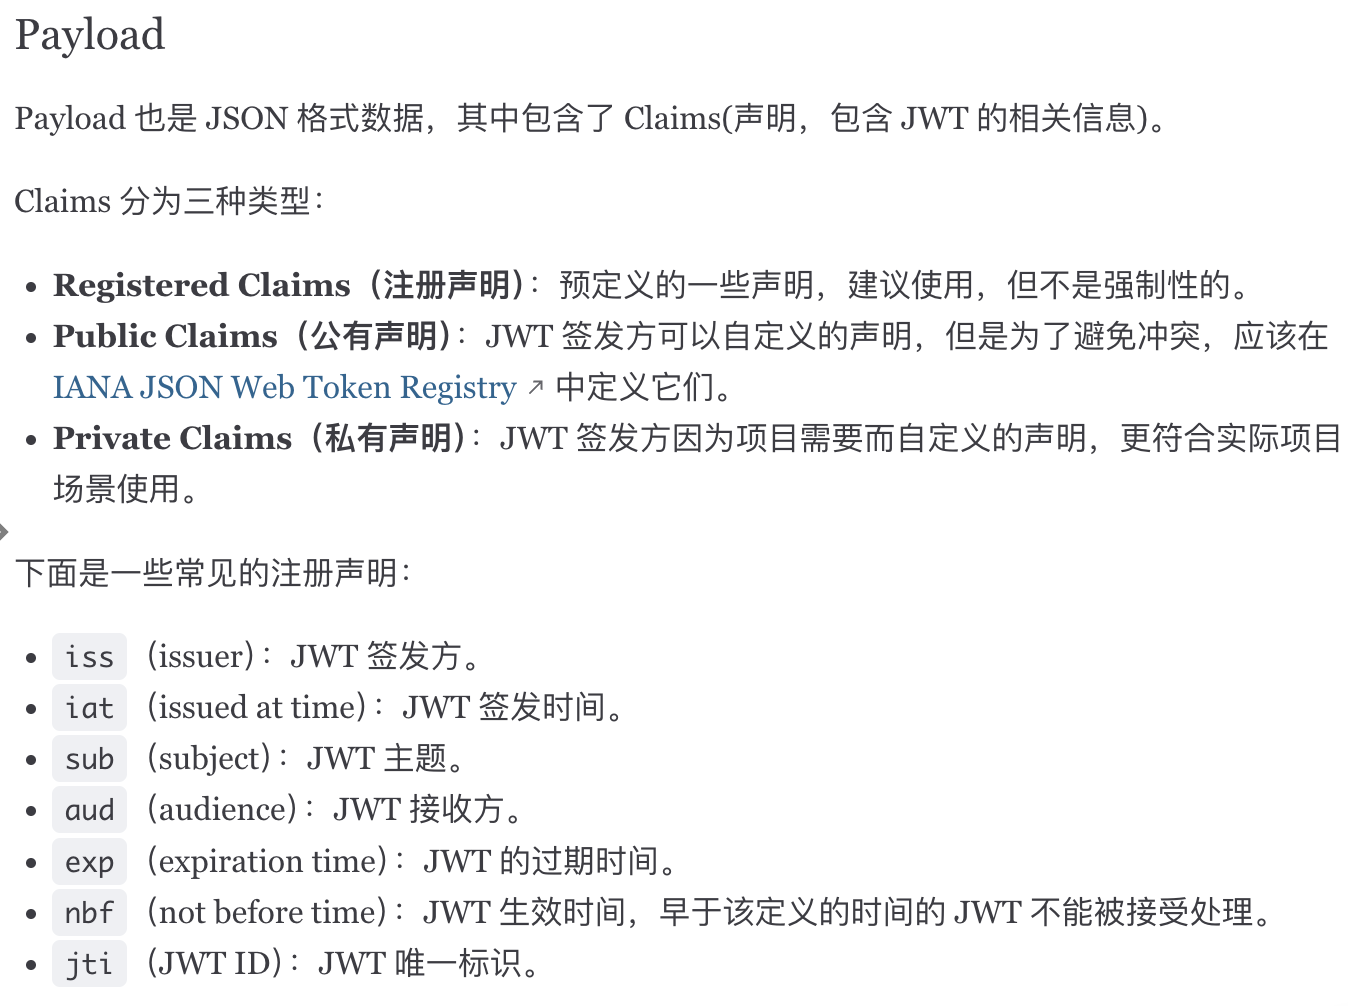 Payload
Payload 也是 JSON 格式数据，其中包含了 Claims(声明，包含 JWT 的相关信息)。
Claims 分为三种类型：
• Registered Claims（注册声明）：预定义的一些声明，建议使用，但不是强制性的。
• Public Claims（公有声明）：JWT 签发方可以自定义的声明，但是为了避免冲突，应该在
IANA JSON Web Token Registry ↗ 中定义它们。
• Private Claims（私有声明）：JWT 签发方因为项目需要而自定义的声明，更符合实际项目
场景使用。
下面是一些常见的注册声明：
• iss （issuer）：JWT 签发方。
• iat （issued at time）：JWT 签发时间。
• sub （subject）：JWT 主题。
• aud （audience）：JWT 接收方。
• exp （expiration time）：JWT 的过期时间。
• nbf （not before time）：JWT 生效时间，早于该定义的时间的 JWT 不能被接受处理。
• jti （JWT ID）：JWT 唯一标识。